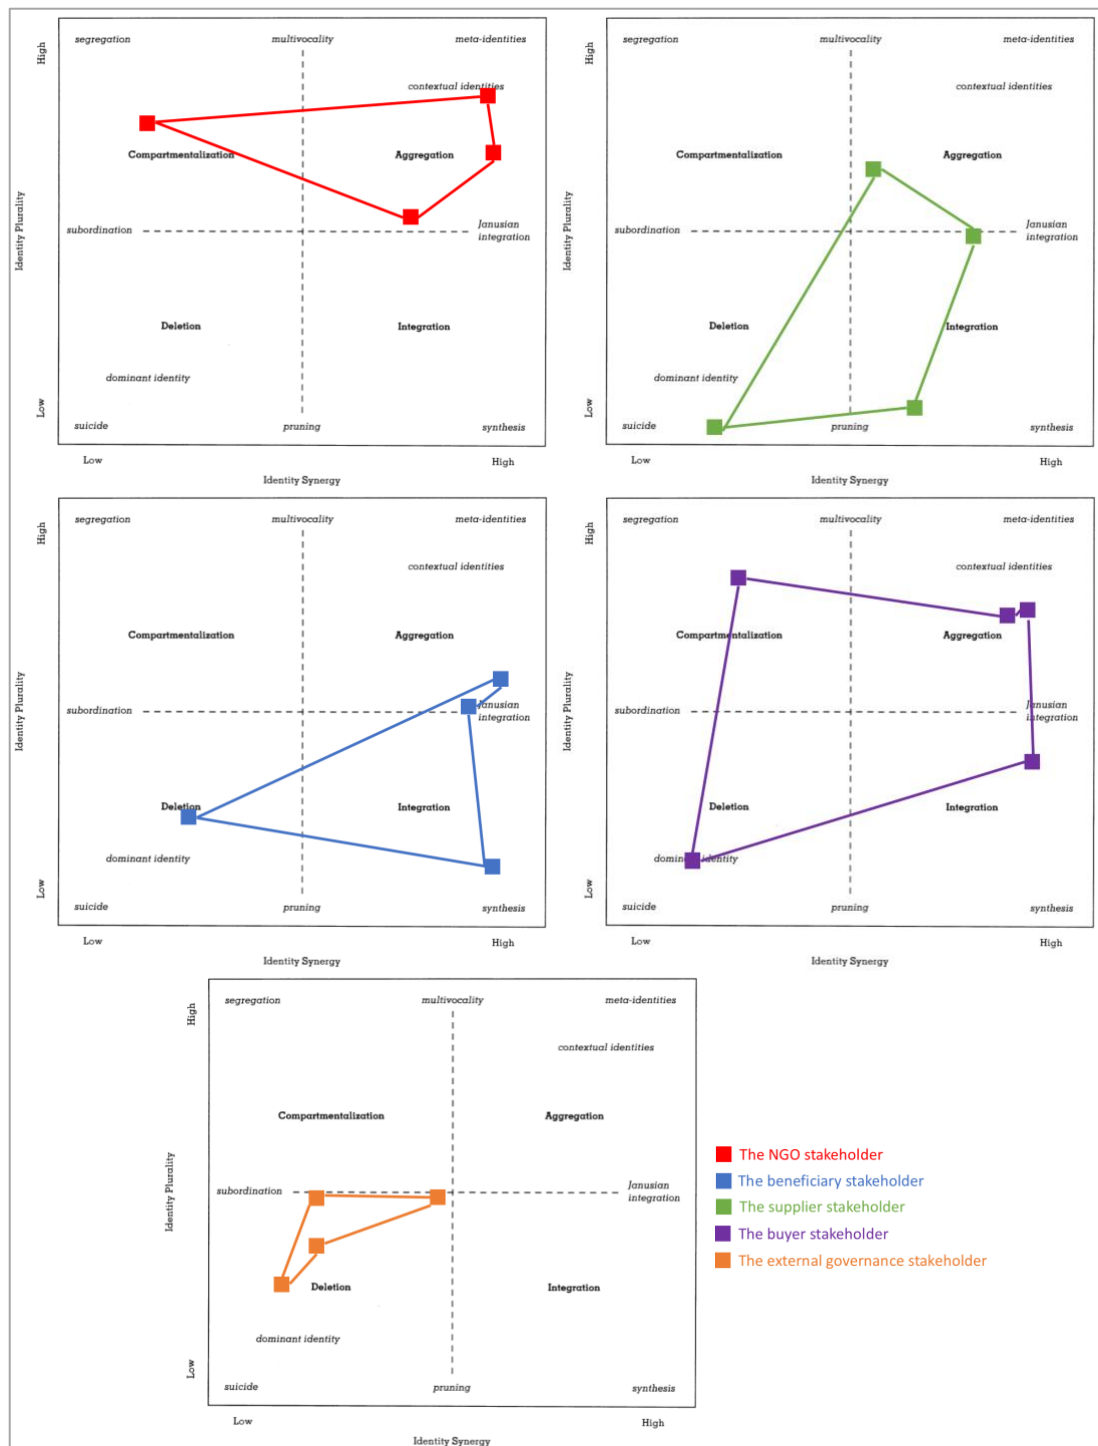 segregation
multivocality
meta-identities
High
contextual identities
Compartmentalization
Aggregation
Identity Plurality
subordination
Janusian
integration
Deletion
Integration
dominant identity
Low
suicide
pruning
synthesis
Low
High
Identity Synergy
segregation
multivocality
meta-identities
High
contextual identities
Compartmentalization
Aggregation
Identity Plurality
subordination
Janusian
integration
Deletion
Integration
dominant identity
Low
suicide
pruning
synthesis
Low
High
Identity Synergy
segregation
multivocality
meta-identities
High
contextual identities
Compartmentalization
Aggregation
Identity Plurality
subordination
Janusian
integration
Deletion
Integration
dominant identity
Low
suicide
pruning
synthesis
Low
High
Identity Synergy
segregation
multivocality
meta-identities
High
contextual identities
Compartmentalization
Aggregation
Identity Plurality
subordination
Janusian
integration
Deletion
Integration
dominant identity
Low
suicide
pruning
synthesis
Low
High
Identity Synergy
segregation
multivocality
meta-identities
High
contextual identities
Compartmentalization
Aggregation
Identity Plurality
subordination
Janusian
integration
Deletion
Integration
dominant identity
Low
suicide
pruning
synthesis
Low
High
Identity Synergy
The NGO stakeholder
The beneficiary stakeholder
The supplier stakeholder
The buyer stakeholder
The external governance stakeholder